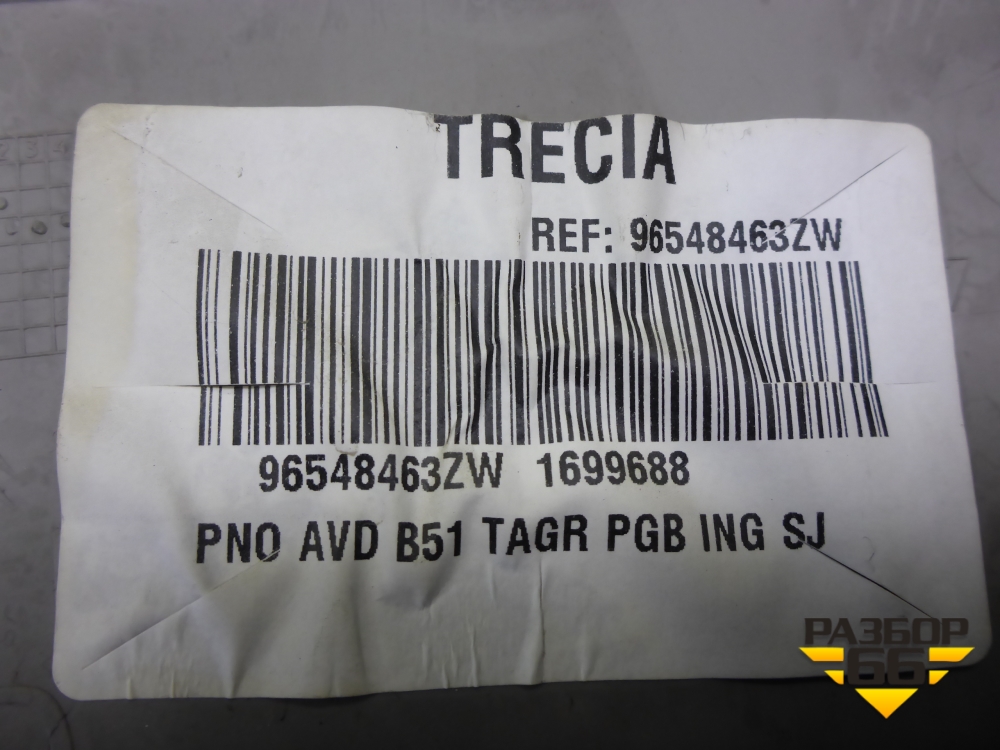 TRECIA
REF: 96548463ZW
96548463ZW 1699688
PNO AVD B51 TAGR PGB ING SJ
РАЗБОР
66